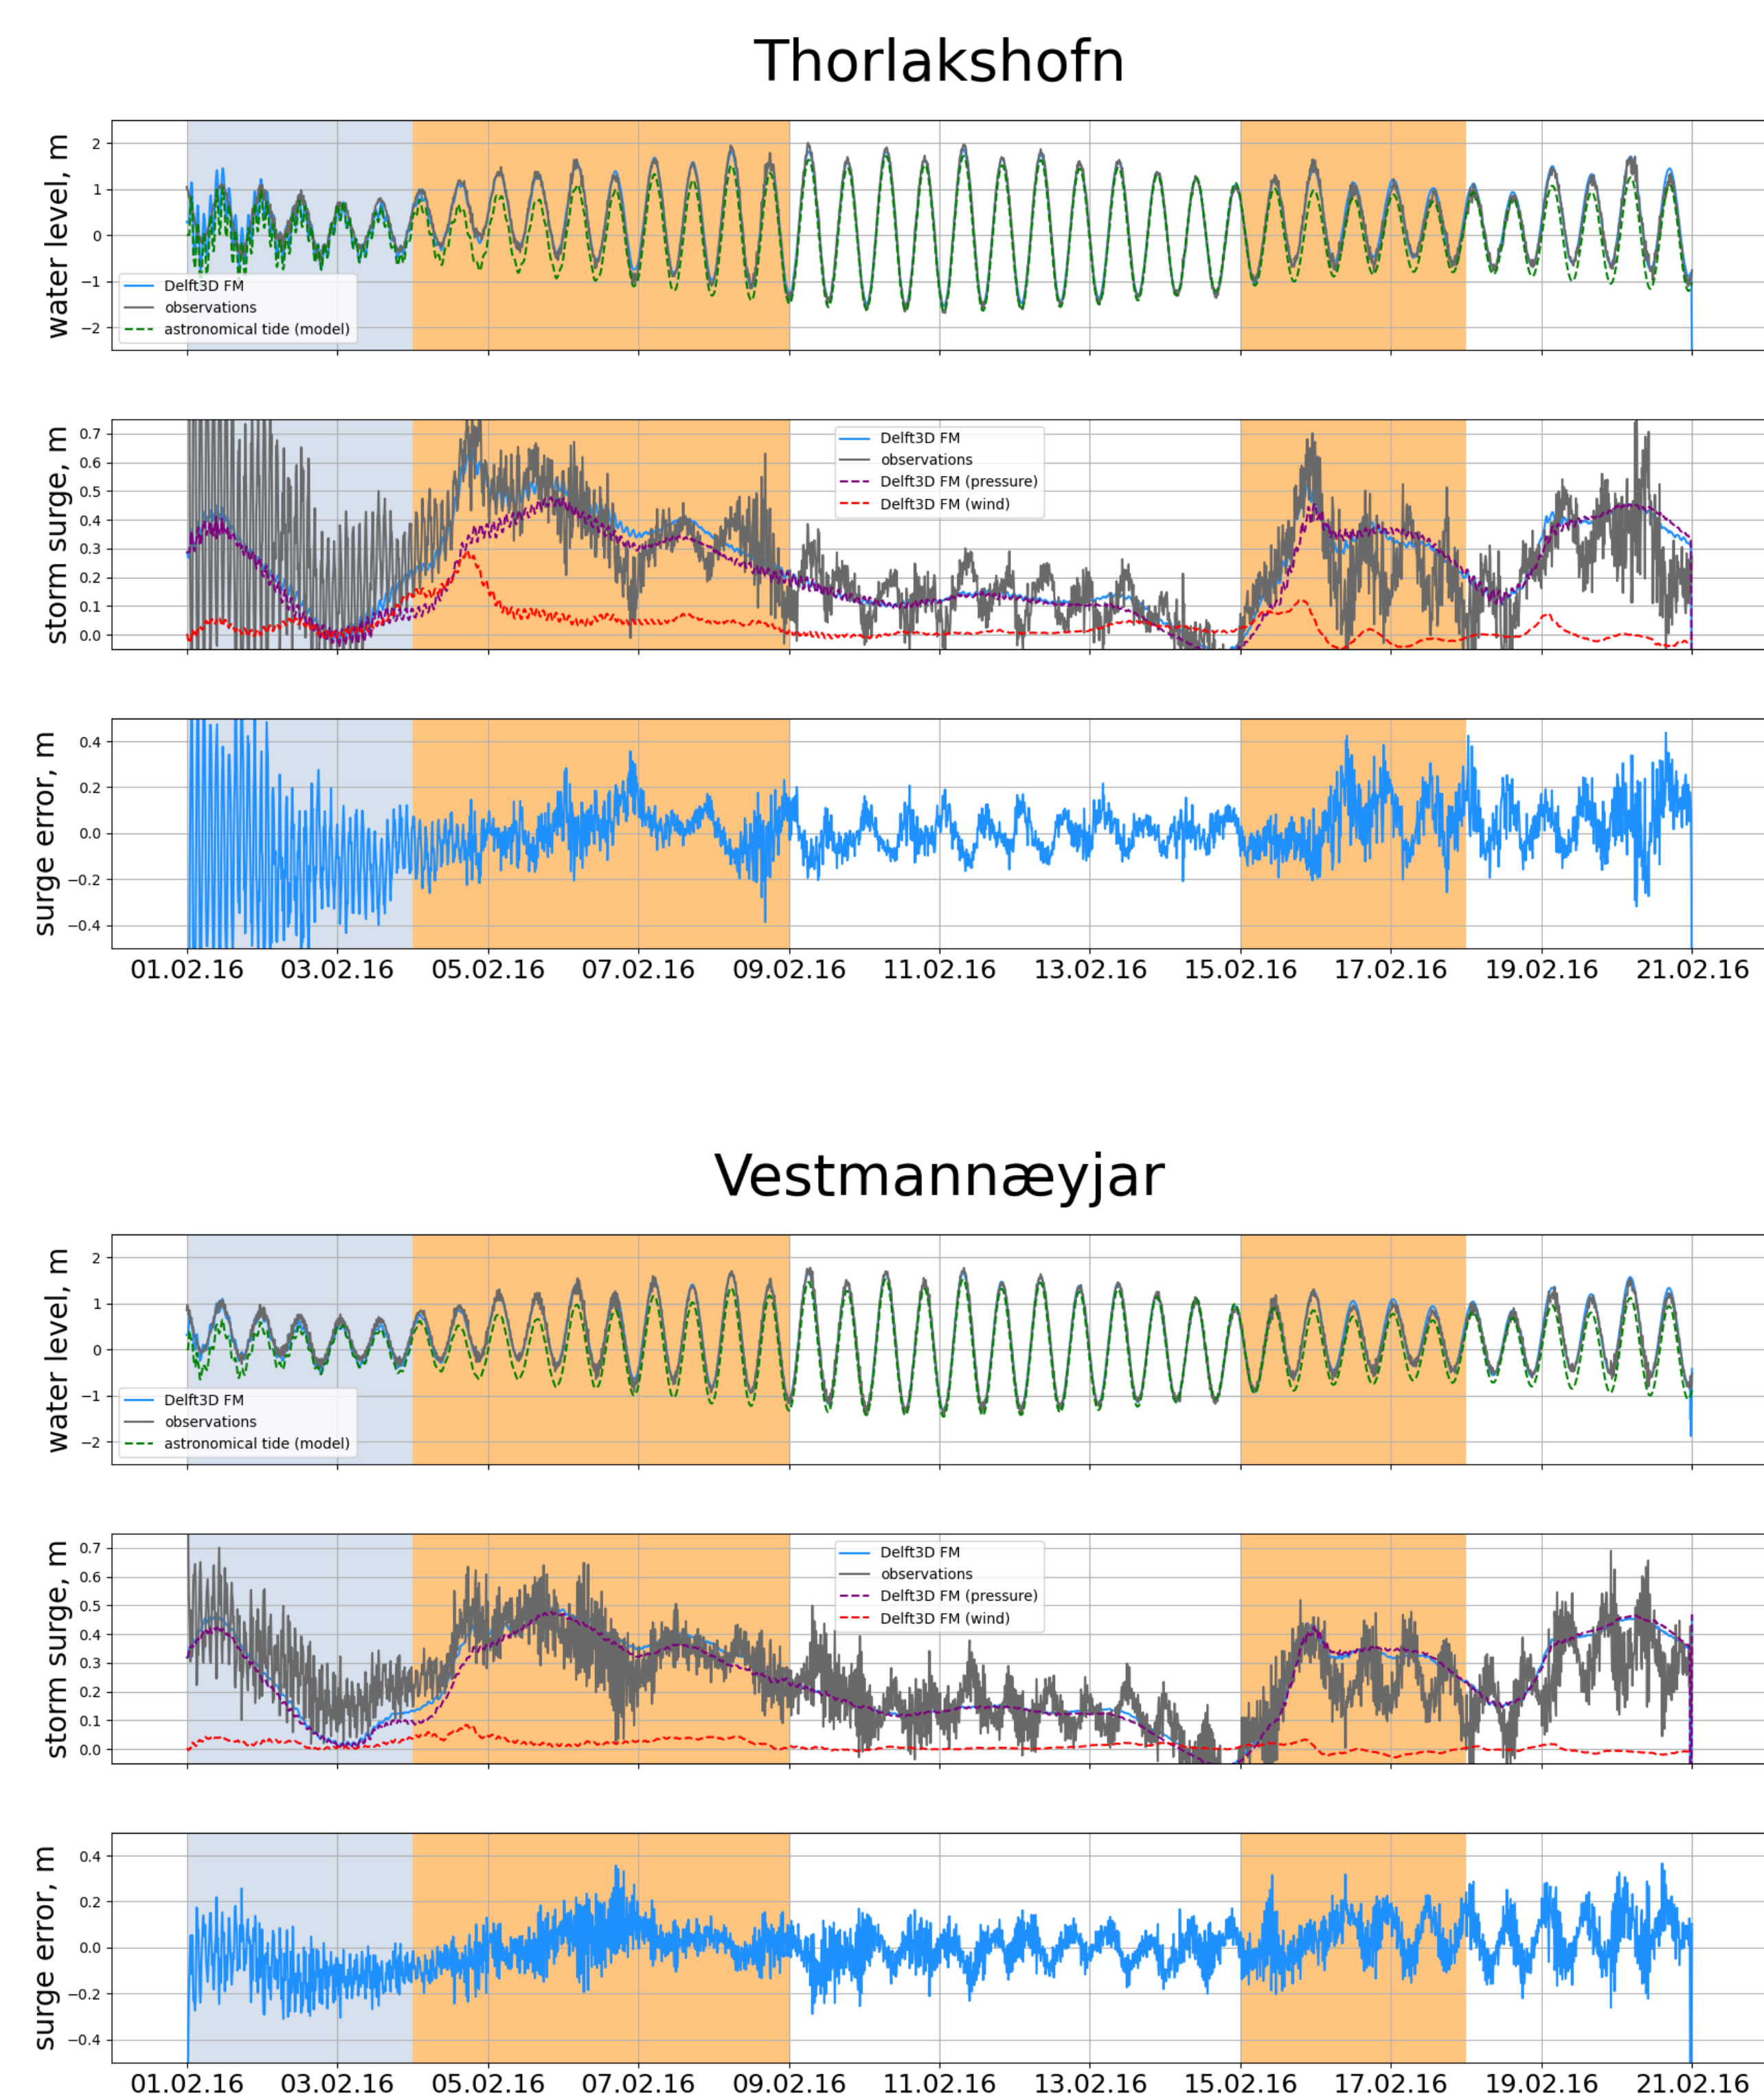 Thorlakshofn
water level, m
2
1
0
−1
−2
Delft3D FM
observations
astronomical tide (model)
storm surge, m
0.7
0.6
0.5
0.4
0.3
0.2
0.1
0.0
Delft3D FM
observations
Delft3D FM (pressure)
Delft3D FM (wind)
surge error, m
0.4
0.2
0.0
−0.2
−0.4
01.02.16 03.02.16 05.02.16 07.02.16 09.02.16 11.02.16 13.02.16 15.02.16 17.02.16 19.02.16 21.02.16
Vestmannæyjar
water level, m
2
1
0
−1
−2
Delft3D FM
observations
astronomical tide (model)
storm surge, m
0.7
0.6
0.5
0.4
0.3
0.2
0.1
0.0
Delft3D FM
observations
Delft3D FM (pressure)
Delft3D FM (wind)
surge error, m
0.4
0.2
0.0
−0.2
−0.4
01.02.16 03.02.16 05.02.16 07.02.16 09.02.16 11.02.16 13.02.16 15.02.16 17.02.16 19.02.16 21.02.16